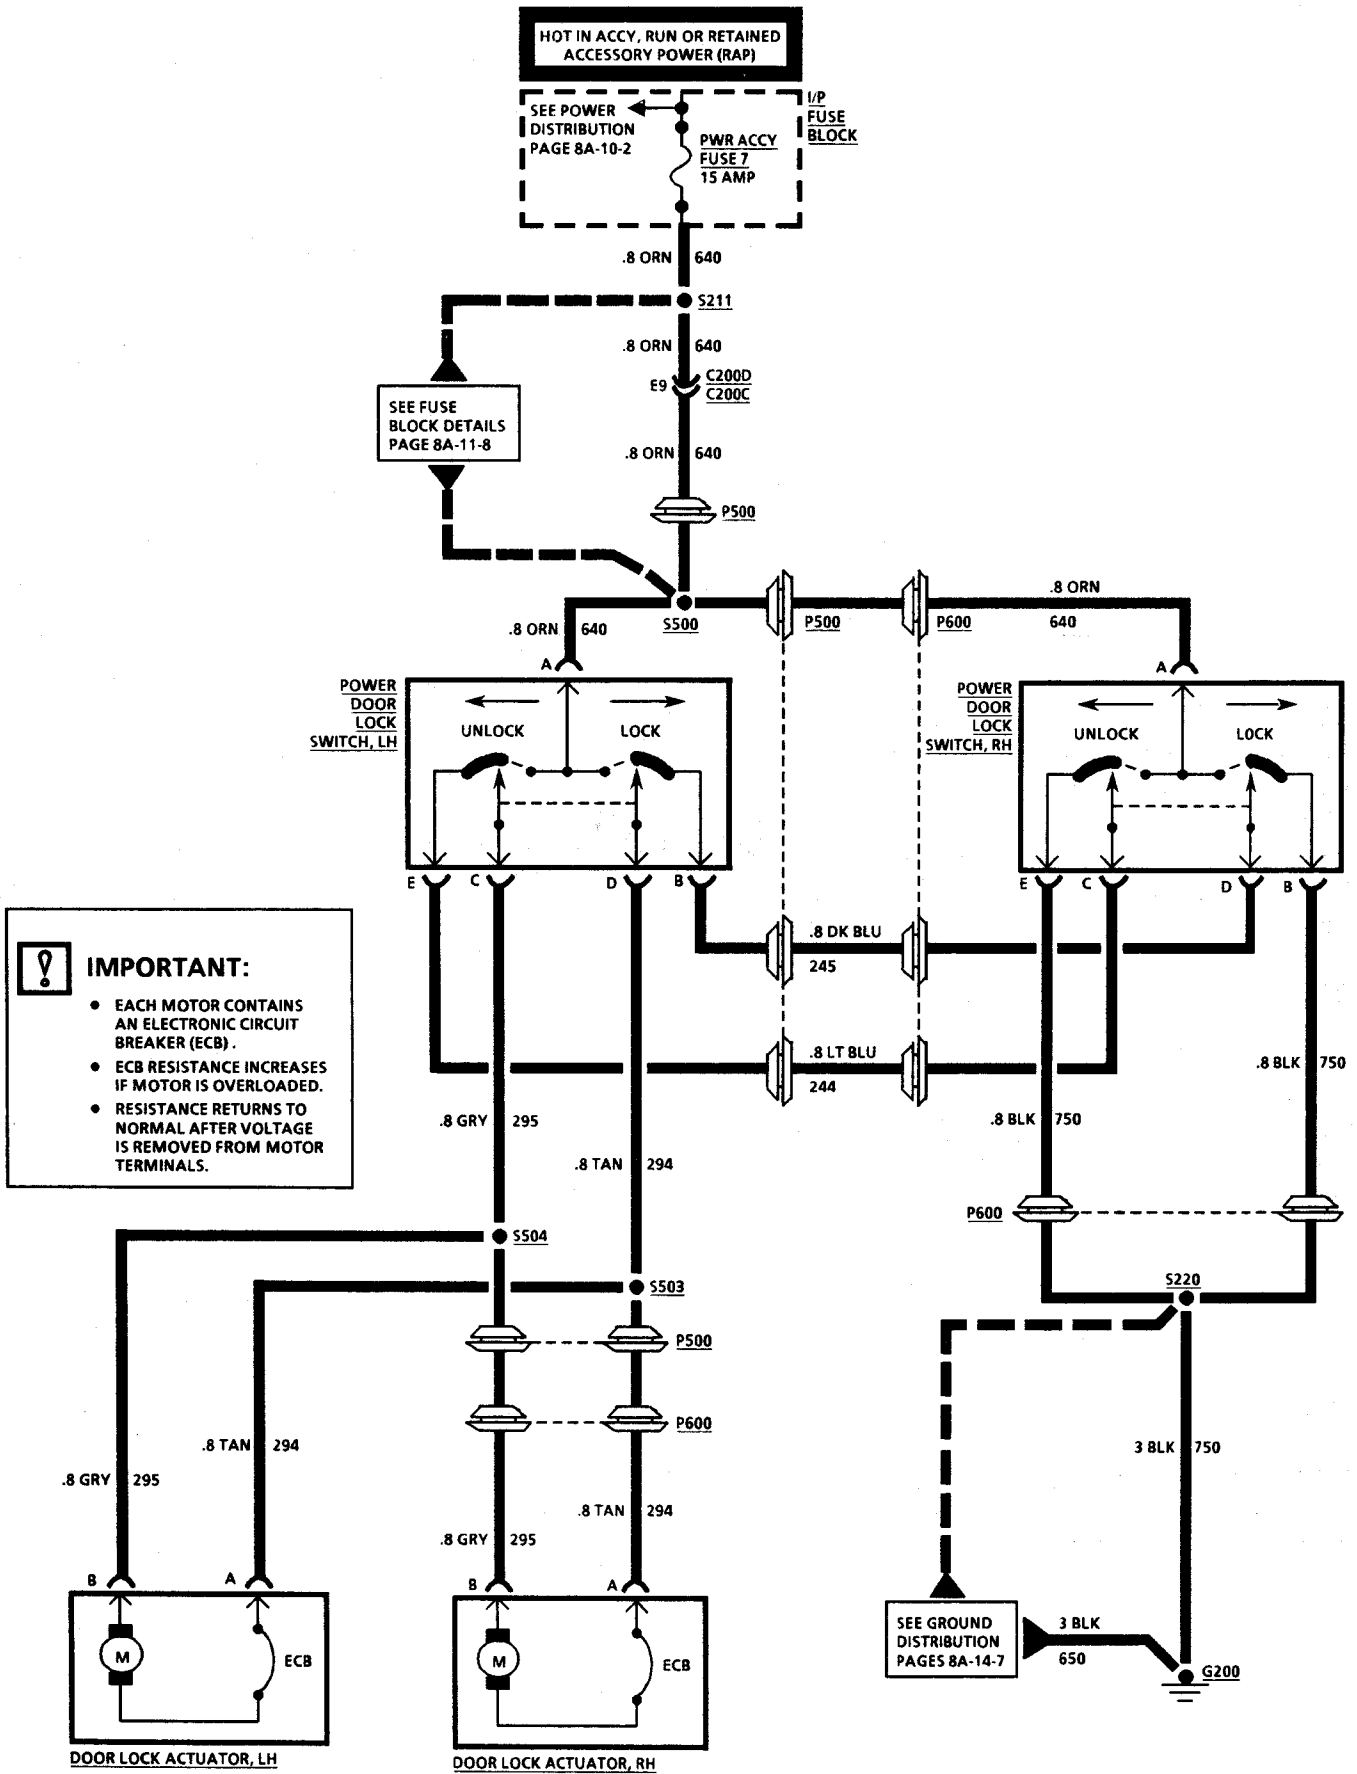 HOT IN ACCY, RUN OR RETAINED
ACCESSORY POWER (RAP)
SEE POWER
DISTRIBUTION
PAGE 8A-10-2
PWR ACCY
FUSE 7
15 AMP
I/P
FUSE
BLOCK
.8 ORN 640
S211
.8 ORN 640
E9
C200D
C200C
SEE FUSE
BLOCK DETAILS
PAGE 8A-11-8
.8 ORN 640
P500
S500
P500
P600
.8 ORN
640
.8 ORN 640
A
A
POWER
DOOR
LOCK
SWITCH, LH
UNLOCK
LOCK
POWER
DOOR
LOCK
SWITCH, RH
UNLOCK
LOCK
E
C
D
B
E
C
D
B
.8 DK BLU
245
.8 LT BLU
244
IMPORTANT:
EACH MOTOR CONTAINS
AN ELECTRONIC CIRCUIT
BREAKER (ECB).
ECB RESISTANCE INCREASES
IF MOTOR IS OVERLOADED.
RESISTANCE RETURNS TO
NORMAL AFTER VOLTAGE
IS REMOVED FROM MOTOR
TERMINALS.
.8 GRY 295
.8 TAN 294
.8 BLK 750
.8 BLK 750
P600
S504
S503
S220
P500
P600
.8 TAN 294
.8 GRY 295
.8 TAN 294
.8 GRY 295
3 BLK 750
B
A
B
A
M
ECB
M
ECB
SEE GROUND
DISTRIBUTION
PAGES 8A-14-7
3 BLK
650
G200
DOOR LOCK ACTUATOR, LH
DOOR LOCK ACTUATOR, RH